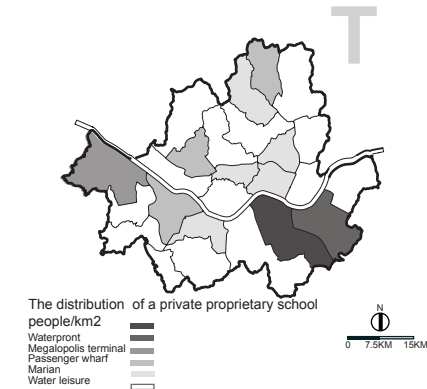 T
The distribution of a private proprietary school
people/km2
Waterpront
Megalopolis terminal
Passenger wharf
Marian
Water leisure
N
0 7.5KM 15KM